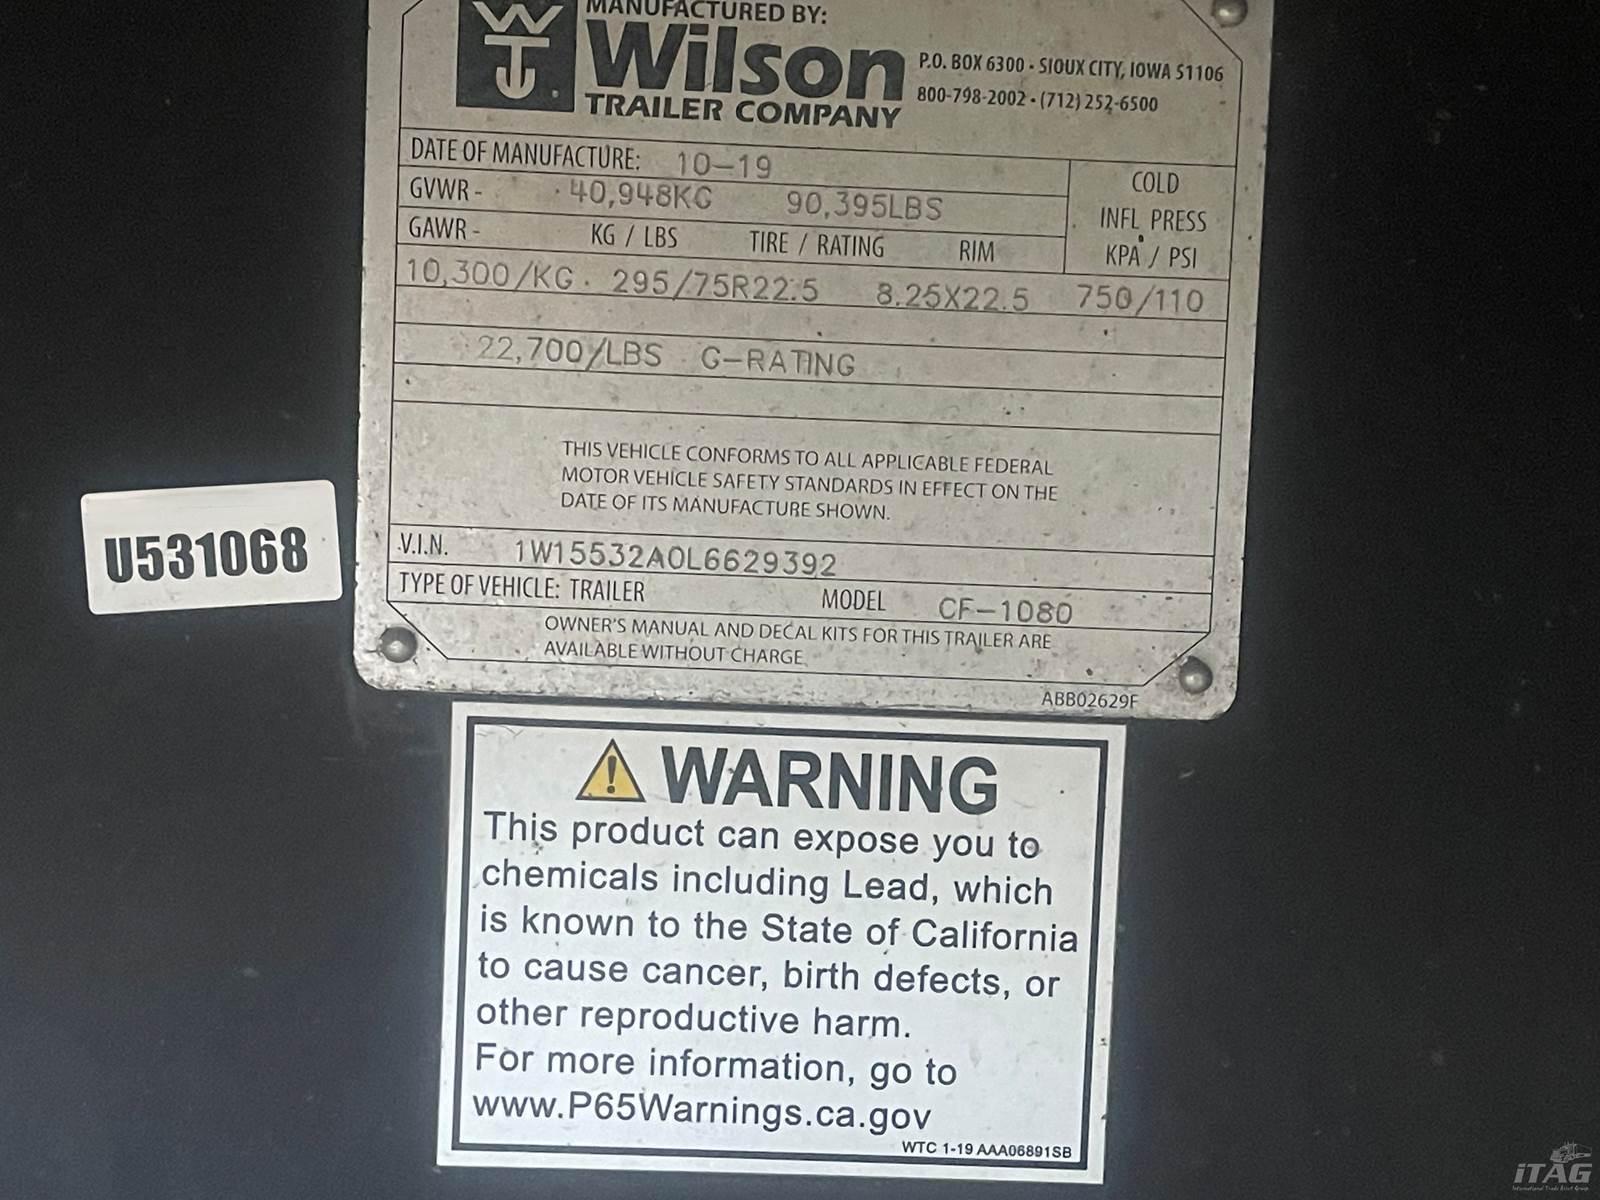 MANUFACTURED BY:
Wilson
TRAILER COMPANY
P.O. BOX 6300 - SIOUX CITY, IOWA 51106
800-798-2002 • (712) 252-6500
DATE OF MANUFACTURE: 10-19
GVWR - 40,948KG 90,395LBS
COLD
INFL PRESS
KPA / PSI
GAWR - KG / LBS TIRE / RATING RIM
10,300/KG 295/75R22.5 8.25X22.5 750/110
22,700/LBS G-RATING
THIS VEHICLE CONFORMS TO ALL APPLICABLE FEDERAL
MOTOR VEHICLE SAFETY STANDARDS IN EFFECT ON THE
DATE OF ITS MANUFACTURE SHOWN.
U531068
V.I.N. 1W15532A0L6629392
TYPE OF VEHICLE: TRAILER MODEL CF-1080
OWNER'S MANUAL AND DECAL KITS FOR THIS TRAILER ARE
AVAILABLE WITHOUT CHARGE.
ABB02629F
WARNING
This product can expose you to
chemicals including Lead, which
is known to the State of California
to cause cancer, birth defects, or
other reproductive harm.
For more information, go to
www.P65Warnings.ca.gov
WTC 1-19 AAA06891SB
iTAG